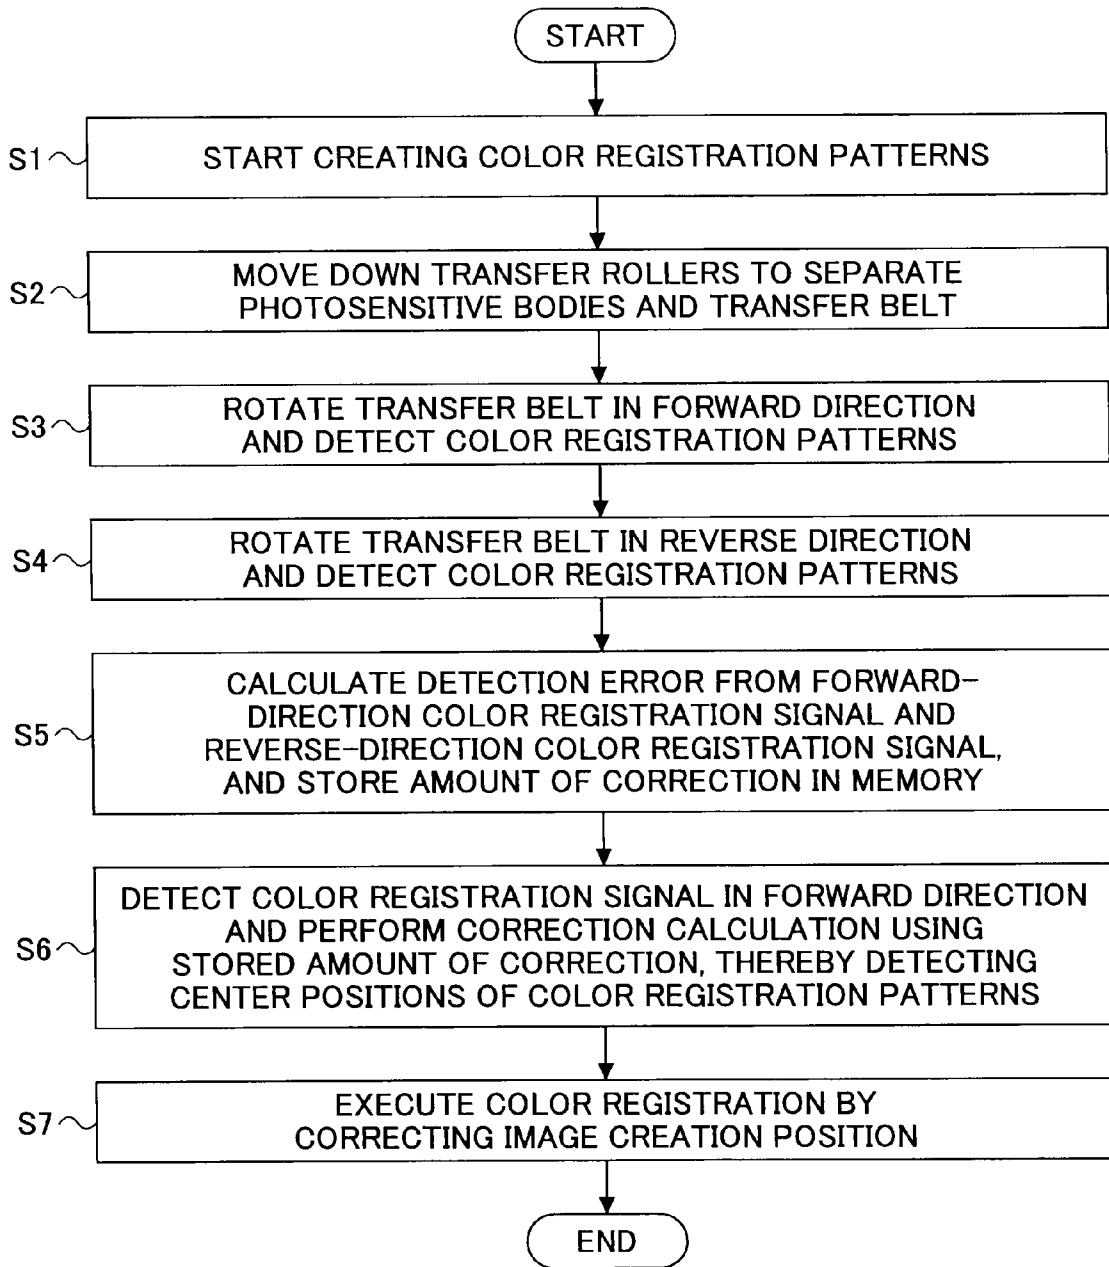 START
S1
START CREATING COLOR REGISTRATION PATTERNS
S2
MOVE DOWN TRANSFER ROLLERS TO SEPARATE
PHOTOSENSITIVE BODIES AND TRANSFER BELT
S3
ROTATE TRANSFER BELT IN FORWARD DIRECTION
AND DETECT COLOR REGISTRATION PATTERNS
S4
ROTATE TRANSFER BELT IN REVERSE DIRECTION
AND DETECT COLOR REGISTRATION PATTERNS
S5
CALCULATE DETECTION ERROR FROM FORWARD-
DIRECTION COLOR REGISTRATION SIGNAL AND
REVERSE-DIRECTION COLOR REGISTRATION SIGNAL,
AND STORE AMOUNT OF CORRECTION IN MEMORY
S6
DETECT COLOR REGISTRATION SIGNAL IN FORWARD DIRECTION
AND PERFORM CORRECTION CALCULATION USING
STORED AMOUNT OF CORRECTION, THEREBY DETECTING
CENTER POSITIONS OF COLOR REGISTRATION PATTERNS
S7
EXECUTE COLOR REGISTRATION BY
CORRECTING IMAGE CREATION POSITION
END